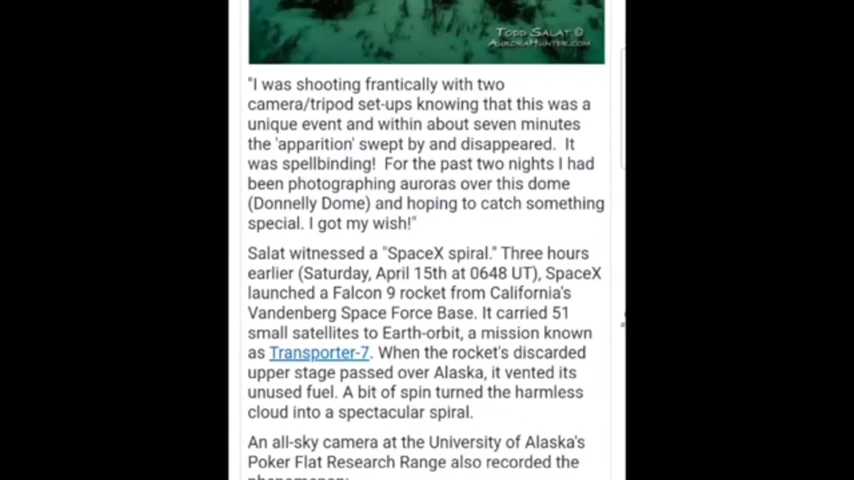 TODD SALAT ©
AURORAHUNTER.COM
"I was shooting frantically with two
camera/tripod set-ups knowing that this was a
unique event and within about seven minutes
the 'apparition' swept by and disappeared. It
was spellbinding! For the past two nights I had
been photographing auroras over this dome
(Donnelly Dome) and hoping to catch something
special. I got my wish!"
Salat witnessed a "SpaceX spiral." Three hours
earlier (Saturday, April 15th at 0648 UT), SpaceX
launched a Falcon 9 rocket from California's
Vandenberg Space Force Base. It carried 51
small satellites to Earth-orbit, a mission known
as Transporter-7. When the rocket's discarded
upper stage passed over Alaska, it vented its
unused fuel. A bit of spin turned the harmless
cloud into a spectacular spiral.
An all-sky camera at the University of Alaska's
Poker Flat Research Range also recorded the
phenomenon: